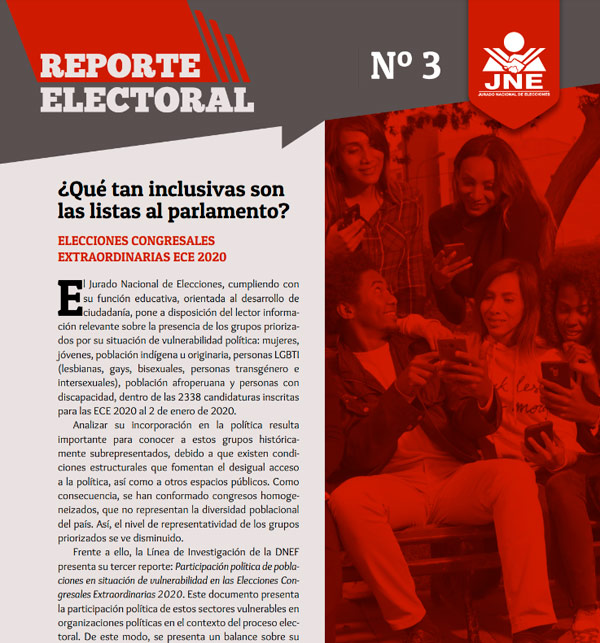 REPORTE
ELECTORAL
Nº 3
JNE
JURADO NACIONAL DE ELECCIONES
¿Qué tan inclusivas son
las listas al parlamento?
ELECCIONES CONGRESALES
EXTRAORDINARIAS ECE 2020
El Jurado Nacional de Elecciones, cumpliendo con
su función educativa, orientada al desarrollo de
ciudadanía, pone a disposición del lector informa-
ción relevante sobre la presencia de los grupos prioriza-
dos por su situación de vulnerabilidad política: mujeres,
jóvenes, población indígena u originaria, personas LGBTI
(lesbianas, gays, bisexuales, personas transgénero e
intersexuales), población afroperuana y personas con
discapacidad, dentro de las 2338 candidaturas inscritas
para las ECE 2020 al 2 de enero de 2020.
Analizar su incorporación en la política resulta
importante para conocer a estos grupos histórica-
mente subrepresentados, debido a que existen condi-
ciones estructurales que fomentan el desigual acceso
a la política, así como a otros espacios públicos. Como
consecuencia, se han conformado congresos homoge-
neizados, que no representan la diversidad poblacional
del país. Así, el nivel de representatividad de los grupos
priorizados se ve disminuido.
Frente a ello, la Línea de Investigación de la DNEF
presenta su tercer reporte: Participación política de pobla-
ciones en situación de vulnerabilidad en las Elecciones Con-
gresales Extraordinarias 2020. Este documento presenta
la participación política de estos sectores vulnerables en
organizaciones políticas en el contexto del proceso elec-
toral. De este modo, se presenta un balance sobre su